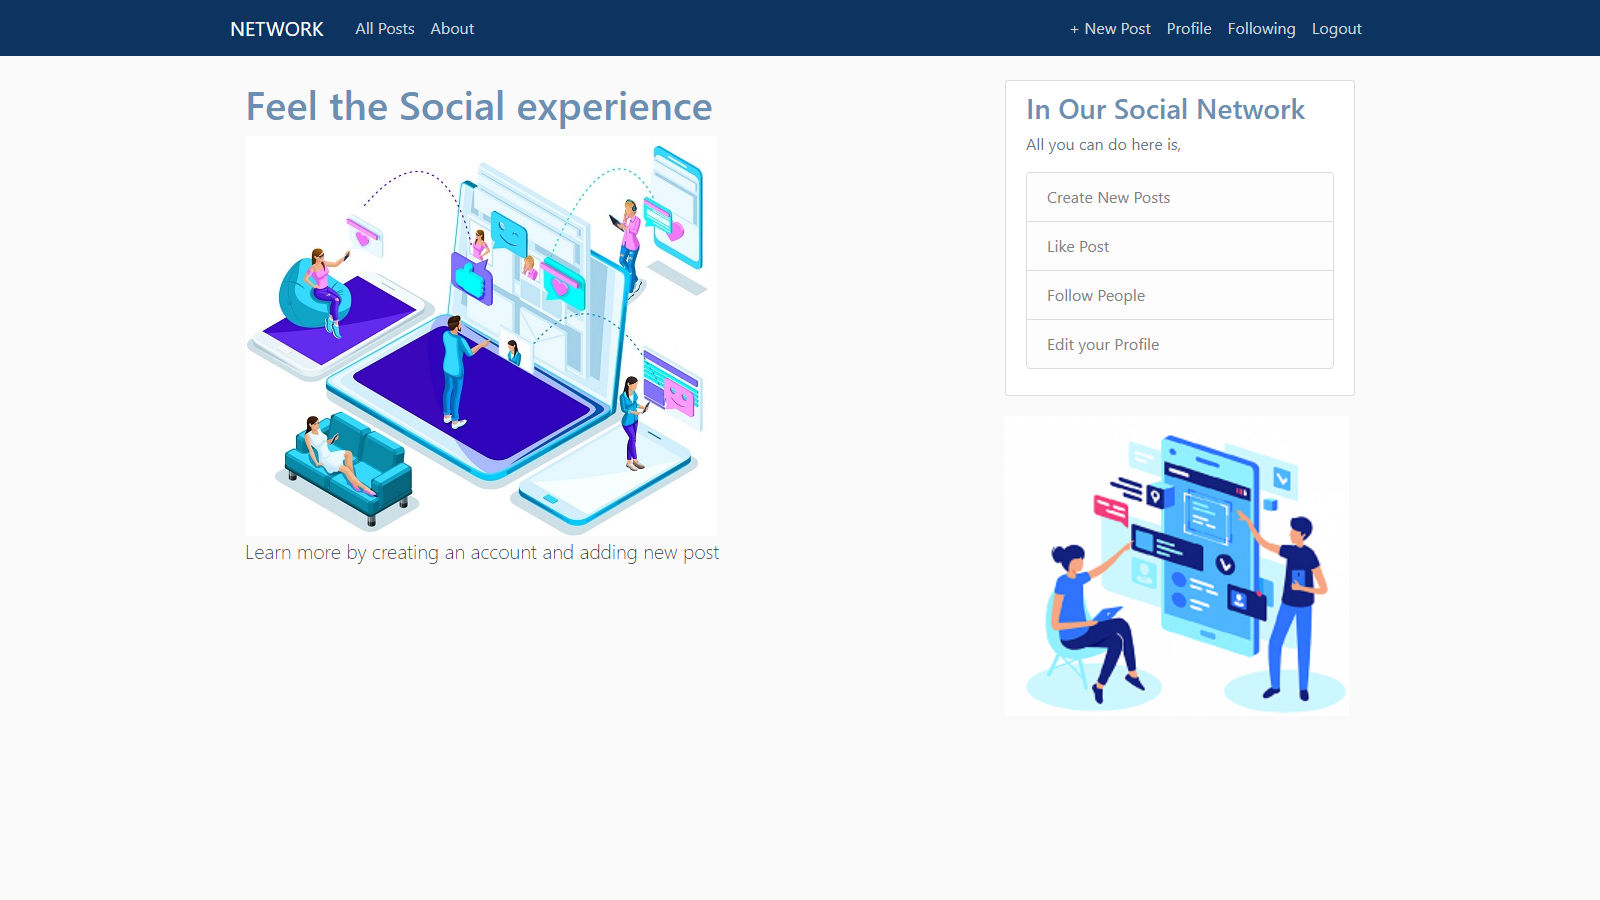 NETWORK All Posts About + New Post Profile Following Logout
Feel the Social experience
Learn more by creating an account and adding new post
In Our Social Network
All you can do here is,
Create New Posts
Like Post
Follow People
Edit your Profile